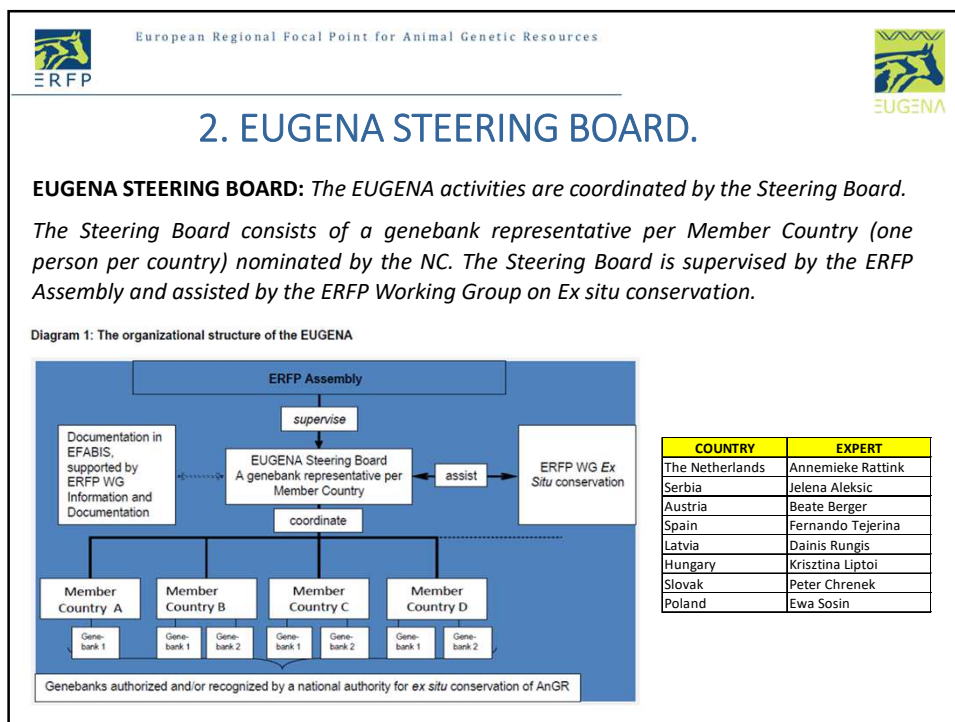 European Regional Focal Point for Animal Genetic Resources
ERFP
EUGENA
2. EUGENA STEERING BOARD.
EUGENA STEERING BOARD: The EUGENA activities are coordinated by the Steering Board.
The Steering Board consists of a genebank representative per Member Country (one
person per country) nominated by the NC. The Steering Board is supervised by the ERFP
Assembly and assisted by the ERFP Working Group on Ex situ conservation.
Diagram 1: The organizational structure of the EUGENA
ERFP Assembly
supervise
Documentation in
EFABIS,
supported by
ERFP WG
Information and
Documentation
EUGENA Steering Board
A genebank representative per
Member Country
assist
ERFP WG Ex
Situ conservation
coordinate
Member
Country A
Member
Country B
Member
Country C
Member
Country D
Gene-
bank 1
Gene-
bank 1
Gene-
bank 2
Gene-
bank 1
Gene-
bank 2
Gene-
bank 1
Gene-
bank 2
Genebanks authorized and/or recognized by a national authority for ex situ conservation of AnGR
COUNTRY EXPERT
The Netherlands Annemieke Rattink
Serbia Jelena Aleksic
Austria Beate Berger
Spain Fernando Tejerina
Latvia Dainis Rungis
Hungary Krisztina Liptoi
Slovak Peter Chrenek
Poland Ewa Sosin